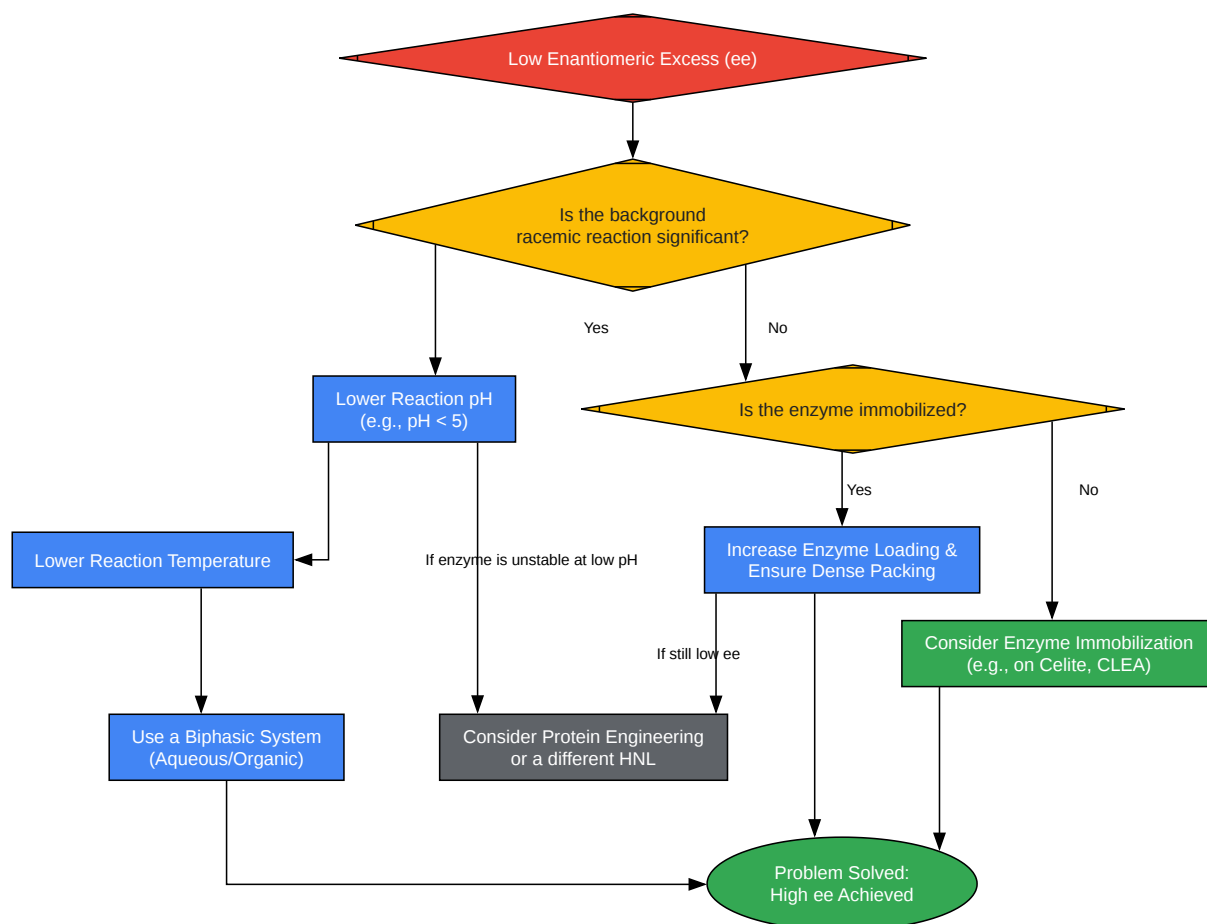 Low Enantiomeric Excess (ee)
Is the background
racemic reaction significant?
Yes
No
Lower Reaction pH
(e.g., pH < 5)
Is the enzyme immobilized?
Yes
No
Lower Reaction Temperature
If enzyme is unstable at low pH
Increase Enzyme Loading &
Ensure Dense Packing
If still low ee
Consider Enzyme Immobilization
(e.g., on Celite, CLEA)
Use a Biphasic System
(Aqueous/Organic)
Consider Protein Engineering
or a different HNL
Problem Solved:
High ee Achieved